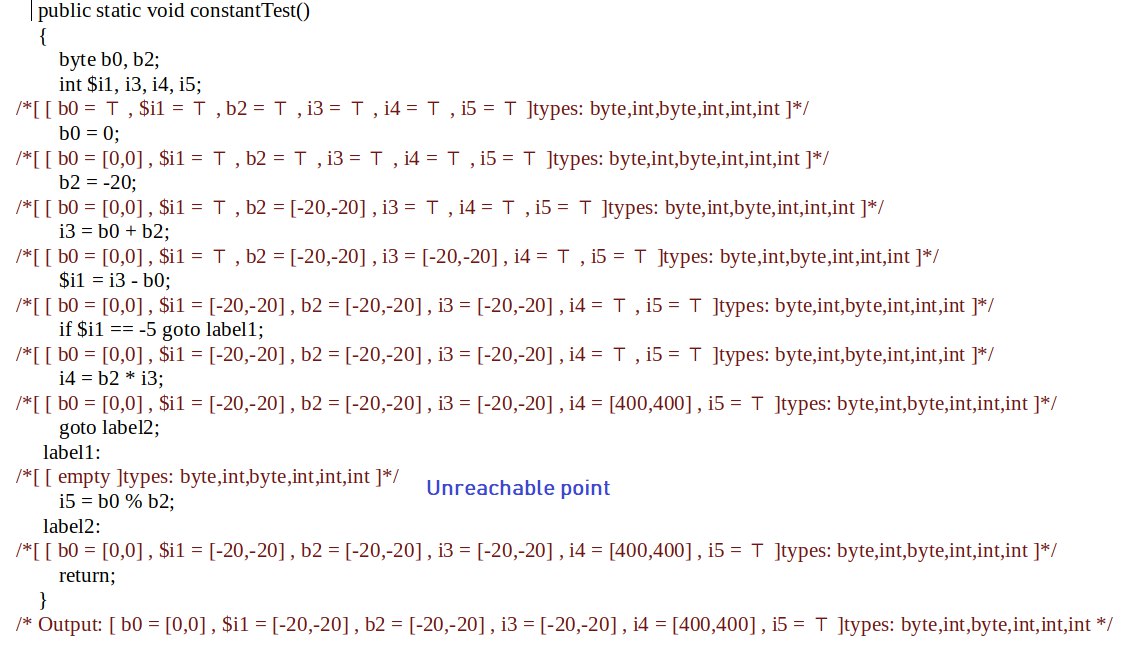 public static void constantTest()
{
byte b0, b2;
int $i1, i3, i4, i5;
/*[ [ b0 = ⊤ , $i1 = ⊤ , b2 = ⊤ , i3 = ⊤ , i4 = ⊤ , i5 = ⊤ ]types: byte,int,byte,int,int,int ]*/
b0 = 0;
/*[ [ b0 = [0,0] , $i1 = ⊤ , b2 = ⊤ , i3 = ⊤ , i4 = ⊤ , i5 = ⊤ ]types: byte,int,byte,int,int,int ]*/
b2 = -20;
/*[ [ b0 = [0,0] , $i1 = ⊤ , b2 = [-20,-20] , i3 = ⊤ , i4 = ⊤ , i5 = ⊤ ]types: byte,int,byte,int,int,int ]*/
i3 = b0 + b2;
/*[ [ b0 = [0,0] , $i1 = ⊤ , b2 = [-20,-20] , i3 = [-20,-20] , i4 = ⊤ , i5 = ⊤ ]types: byte,int,byte,int,int,int ]*/
$i1 = i3 - b0;
/*[ [ b0 = [0,0] , $i1 = [-20,-20] , b2 = [-20,-20] , i3 = [-20,-20] , i4 = ⊤ , i5 = ⊤ ]types: byte,int,byte,int,int,int ]*/
if $i1 == -5 goto label1;
/*[ [ b0 = [0,0] , $i1 = [-20,-20] , b2 = [-20,-20] , i3 = [-20,-20] , i4 = ⊤ , i5 = ⊤ ]types: byte,int,byte,int,int,int ]*/
i4 = b2 * i3;
/*[ [ b0 = [0,0] , $i1 = [-20,-20] , b2 = [-20,-20] , i3 = [-20,-20] , i4 = [400,400] , i5 = ⊤ ]types: byte,int,byte,int,int,int ]*/
goto label2;
label1:
/*[ [ empty ]types: byte,int,byte,int,int,int ]*/
Unreachable point
i5 = b0 % b2;
label2:
/*[ [ b0 = [0,0] , $i1 = [-20,-20] , b2 = [-20,-20] , i3 = [-20,-20] , i4 = [400,400] , i5 = ⊤ ]types: byte,int,byte,int,int,int ]*/
return;
}
/* Output: [ b0 = [0,0] , $i1 = [-20,-20] , b2 = [-20,-20] , i3 = [-20,-20] , i4 = [400,400] , i5 = ⊤ ]types: byte,int,byte,int,int,int */